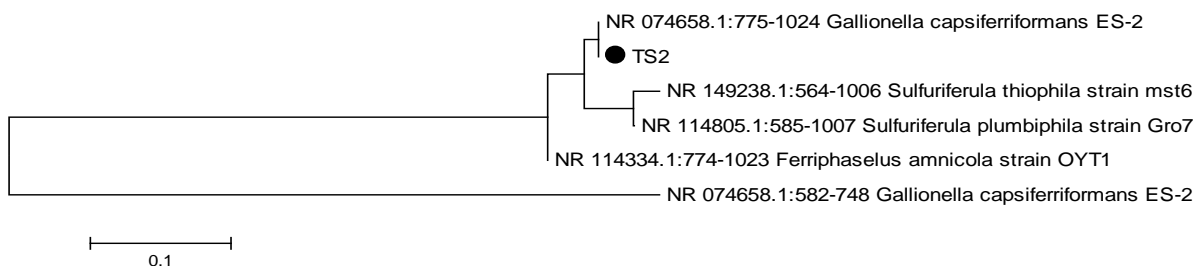 NR 074658.1:775-1024 Gallionella capsiferriformans ES-2
TS2
NR 149238.1:564-1006 Sulfuriferula thiophila strain mst6
NR 114805.1:585-1007 Sulfuriferula plumbiphila strain Gro7
NR 114334.1:774-1023 Ferriphaselus amnicola strain OYT1
NR 074658.1:582-748 Gallionella capsiferriformans ES-2
0.1